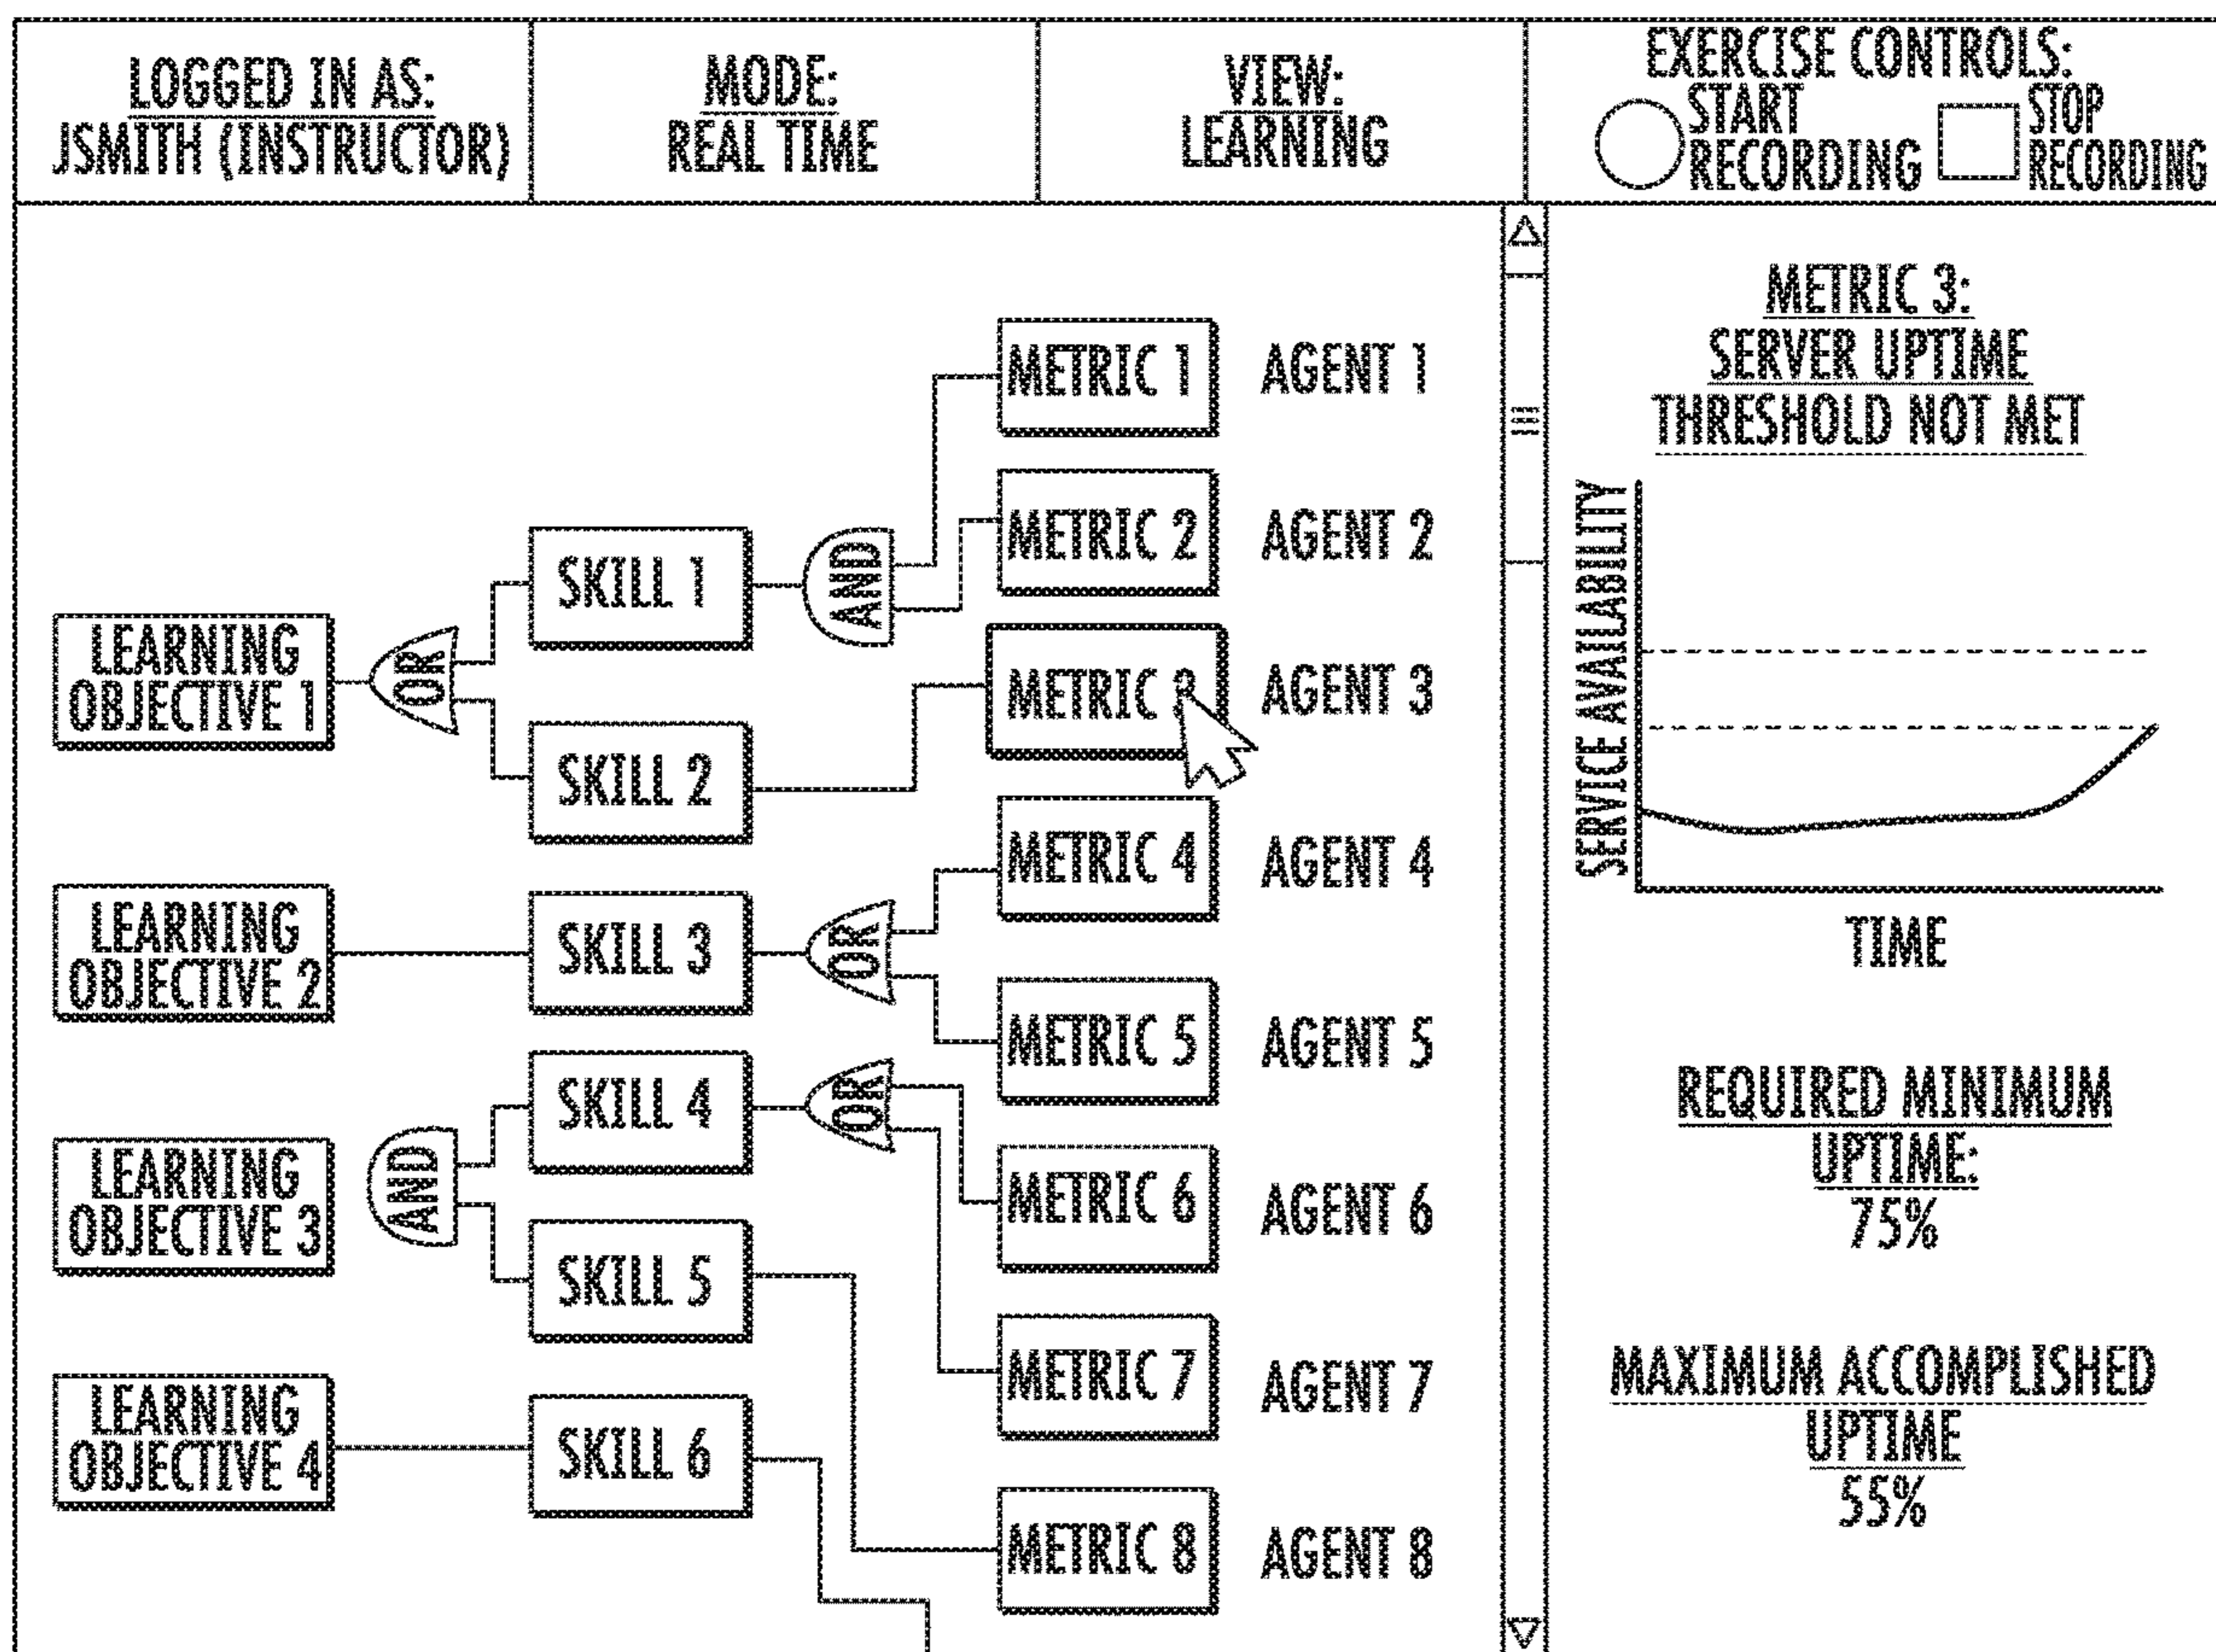 LOGGED IN AS:
JSMITH (INSTRUCTOR)
MODE:
REAL TIME
VIEW:
LEARNING
EXERCISE CONTROLS:
START
RECORDING
STOP
RECORDING
LEARNING
OBJECTIVE 1
OR
SKILL 1
SKILL 2
AND
METRIC 1
AGENT 1
METRIC 2
AGENT 2
METRIC 3
AGENT 3
LEARNING
OBJECTIVE 2
SKILL 3
OR
METRIC 4
AGENT 4
METRIC 5
AGENT 5
LEARNING
OBJECTIVE 3
AND
SKILL 4
SKILL 5
OR
METRIC 6
AGENT 6
METRIC 7
AGENT 7
LEARNING
OBJECTIVE 4
SKILL 6
METRIC 8
AGENT 8
METRIC 3:
SERVER UPTIME
THRESHOLD NOT MET
SERVICE AVAILABILITY
TIME
REQUIRED MINIMUM
UPTIME:
75%
MAXIMUM ACCOMPLISHED
UPTIME
55%